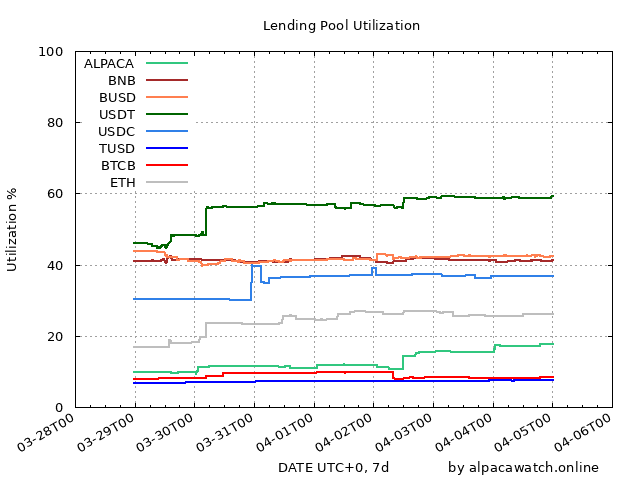 Lending Pool Utilization
100
80
60
40
20
0
Utilization %
ALPACA
BNB
BUSD
USDT
USDC
TUSD
BTCB
ETH
03-28T00
03-29T00
03-30T00
03-31T00
04-01T00
04-02T00
04-03T00
04-04T00
04-05T00
04-06T00
DATE UTC+0, 7d
by alpacawatch.online